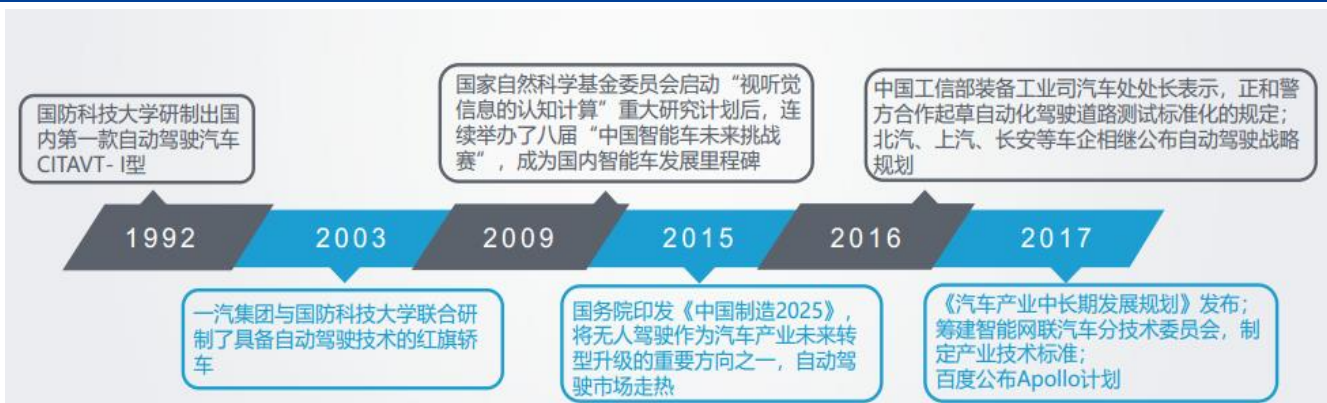 国防科技大学研制出国
内第一款自动驾驶汽车
CITAVT- I型
国家自然科学基金委员会启动“视听觉
信息的认知计算”重大研究计划后，连
续举办了八届“中国智能车未来挑战
赛”，成为国内智能车发展里程碑
中国工信部装备工业司汽车处处长表示，正和警
方合作起草自动化驾驶道路测试标准化的规定；
北汽、上汽、长安等车企相继公布自动驾驶战略
规划
1992
2003
2009
2015
2016
2017
一汽集团与国防科技大学联合研
制了具备自动驾驶技术的红旗轿
车
国务院印发《中国制造2025》，
将无人驾驶作为汽车产业未来转
型升级的重要方向之一，自动驾
驶市场走热
《汽车产业中长期发展规划》发布；
筹建智能网联汽车分技术委员会，制
定产业技术标准；
百度公布Apollo计划